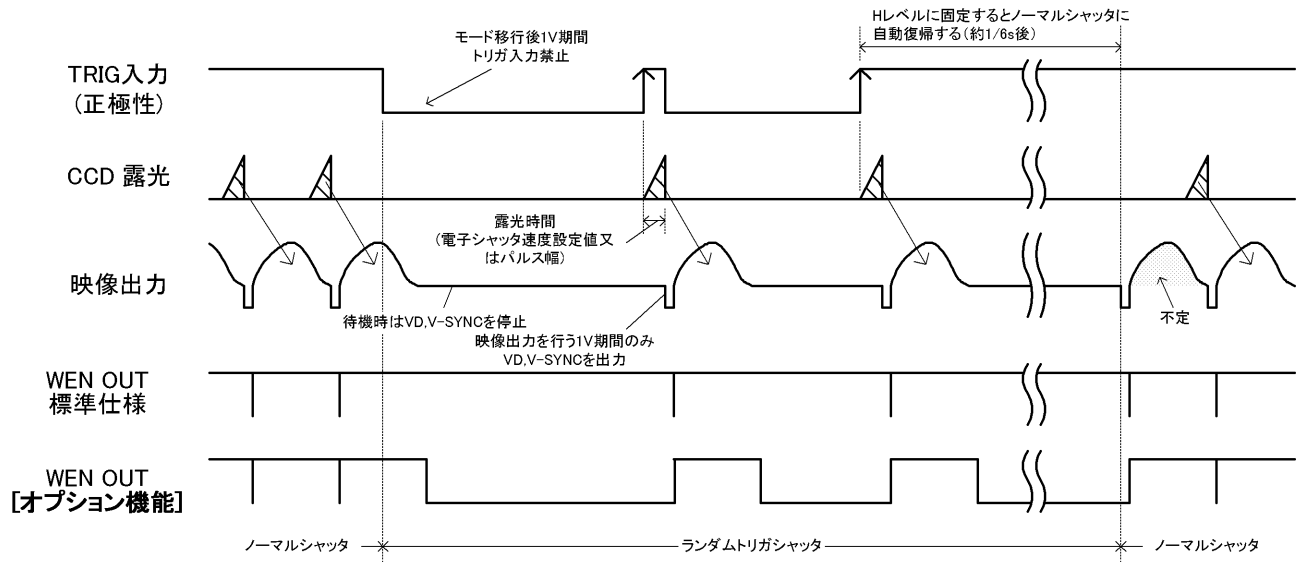 Hレベルに固定するとノーマルシャッタに
自動復帰する(約1/6s後)
モード移行後1V期間
トリガ入力禁止
TRIG入力
(正極性)
CCD 露光
露光時間
(電子シャッタ速度設定値又
はパルス幅)
映像出力
待機時はVD,V-SYNCを停止
映像出力を行う1V期間のみ
VD,V-SYNCを出力
不定
WEN OUT
標準仕様
WEN OUT
[オプション機能]
ノーマルシャッタ
ランダムトリガシャッタ
ノーマルシャッタ